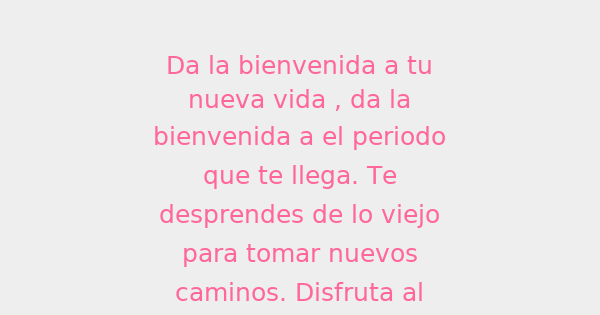 Da la bienvenida a tu
nueva vida , da la
bienvenida a el periodo
que te llega. Te
desprendes de lo viejo
para tomar nuevos
caminos. Disfruta al